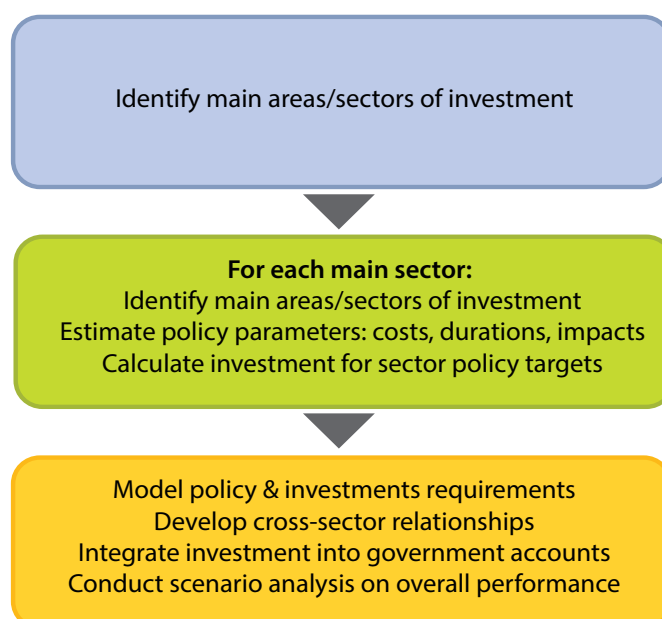 Identify main areas/sectors of investment
For each main sector:
Identify main areas/sectors of investment
Estimate policy parameters: costs, durations, impacts
Calculate investment for sector policy targets
Model policy & investments requirements
Develop cross-sector relationships
Integrate investment into government accounts
Conduct scenario analysis on overall performance